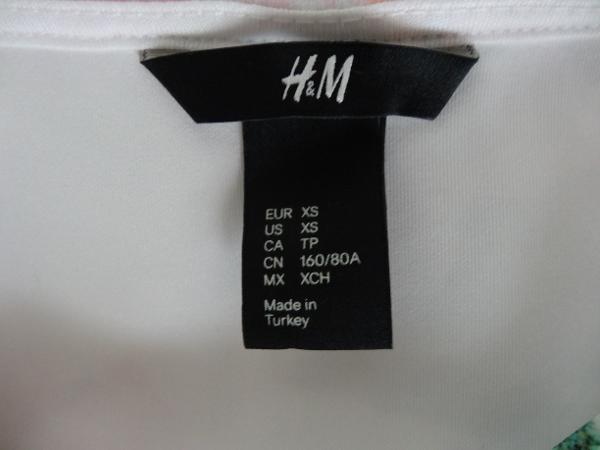 H&M
EUR XS
US XS
CA TP
CN 160/80A
MX XCH
Made in
Turkey